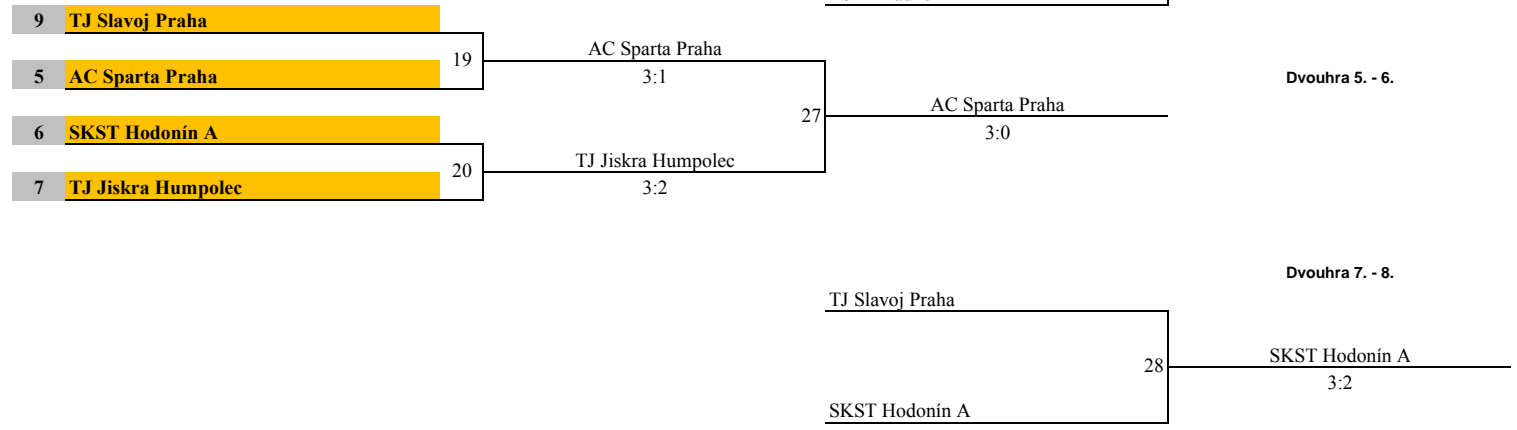 9 TJ Slavoj Praha
19
AC Sparta Praha
5 AC Sparta Praha
3:1
Dvouhra 5. - 6.
27
AC Sparta Praha
6 SKST Hodonín A
3:0
20
TJ Jiskra Humpolec
7 TJ Jiskra Humpolec
3:2
Dvouhra 7. - 8.
TJ Slavoj Praha
28
SKST Hodonín A
3:2
SKST Hodonín A